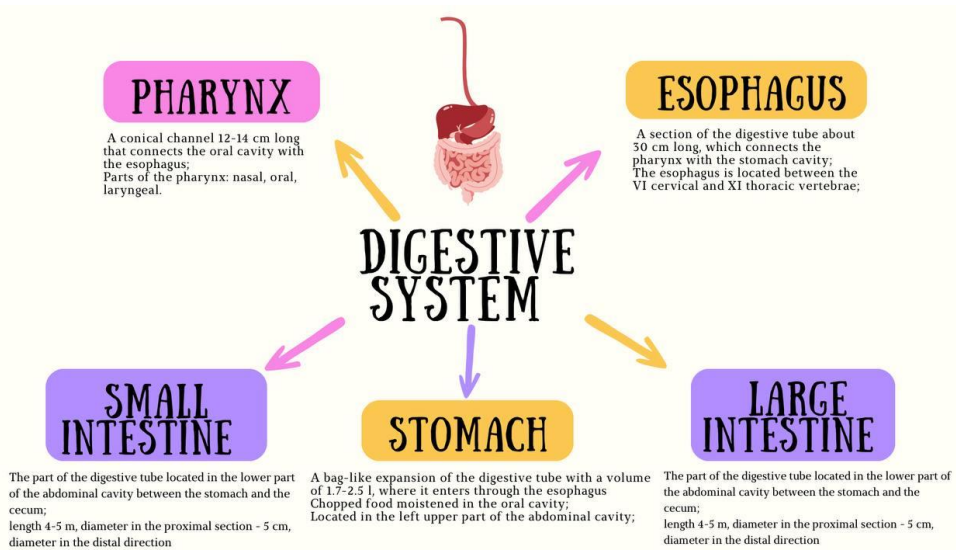 PHARYNX
A conical channel 12-14 cm long
that connects the oral cavity with
the esophagus;
Parts of the pharynx: nasal, oral,
laryngeal.
ESOPHAGUS
A section of the digestive tube about
30 cm long, which connects the
pharynx with the stomach cavity;
The esophagus is located between the
VI cervical and XI thoracic vertebrae;
DIGESTIVE
SYSTEM
SMALL
INTESTINE
The part of the digestive tube located in the lower part
of the abdominal cavity between the stomach and the
cecum;
length 4-5 m, diameter in the proximal section - 5 cm,
diameter in the distal direction
STOMACH
A bag-like expansion of the digestive tube with a volume
of 1.7-2.5 l, where it enters through the esophagus
Chopped food moistened in the oral cavity;
Located in the left upper part of the abdominal cavity;
LARGE
INTESTINE
The part of the digestive tube located in the lower part of
the abdominal cavity between the stomach and the
cecum;
length 4-5 m, diameter in the proximal section - 5 cm,
diameter in the distal direction